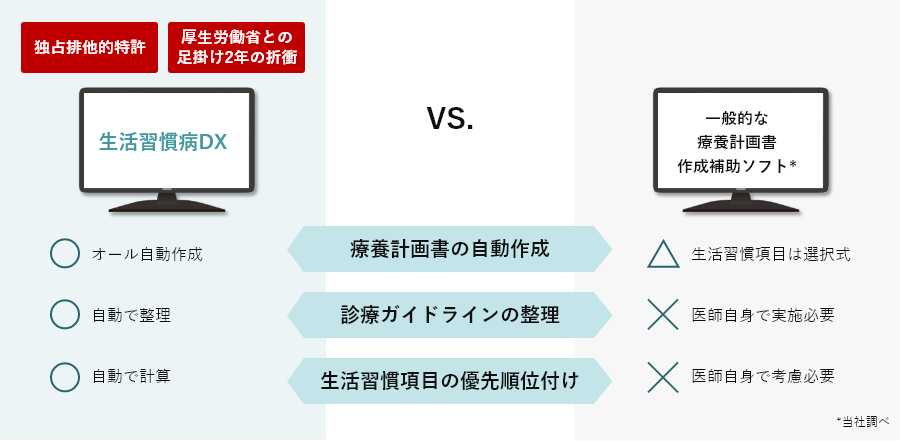 独占排他的特許
厚生労働省との
足掛け2年の折衝
生活習慣病DX
VS.
一般的な
療養計画書
作成補助ソフト*
オール自動作成
療養計画書の自動作成
生活習慣項目は選択式
自動で整理
診療ガイドラインの整理
医師自身で実施必要
自動で計算
生活習慣項目の優先順位付け
医師自身で考慮必要
*当社調べ